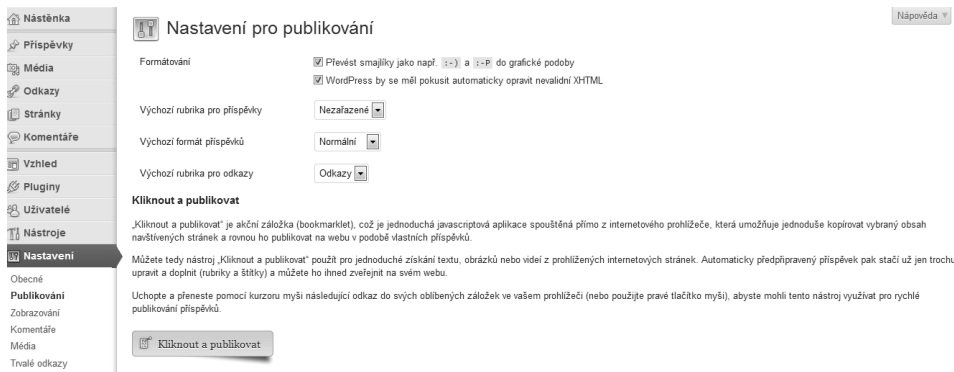 Nástěnka
Příspěvky
Média
Odkazy
Stránky
Komentáře
Vzhled
Pluginy
Uživatelé
Nástroje
Nastavení
Obecné
Publikování
Zobrazování
Komentáře
Média
Trvalé odkazy
Nápověda
Nastavení pro publikování
Formátování
Převést smajlíky jako např. :-) a :-P do grafické podoby
WordPress by se měl pokusit automaticky opravit nevalidní XHTML
Výchozí rubrika pro příspěvky Nezařazené
Výchozí formát příspěvků Normální
Výchozí rubrika pro odkazy Odkazy
Kliknout a publikovat
„Kliknout a publikovat“ je akční záložka (bookmarklet), což je jednoduchá javascriptová aplikace spouštěná přímo z internetového prohlížeče, která umožňuje jednoduše kopírovat vybraný obsah
navštívených stránek a rovnou ho publikovat na webu v podobě vlastních příspěvků.
Můžete tedy nástroj „Kliknout a publikovat“ použít pro jednoduché získání textu, obrázků nebo videí z prohlížených internetových stránek. Automaticky předpřipravený příspěvek pak stačí už jen trochu
upravit a doplnit (rubriky a štítky) a můžete ho ihned zveřejnit na svém webu.
Uchopte a přeneste pomocí kurzoru myši následující odkaz do svých oblíbených záložek ve vašem prohlížeči (nebo použijte pravé tlačítko myši), abyste mohli tento nástroj využívat pro rychlé
publikování příspěvků.
Kliknout a publikovat